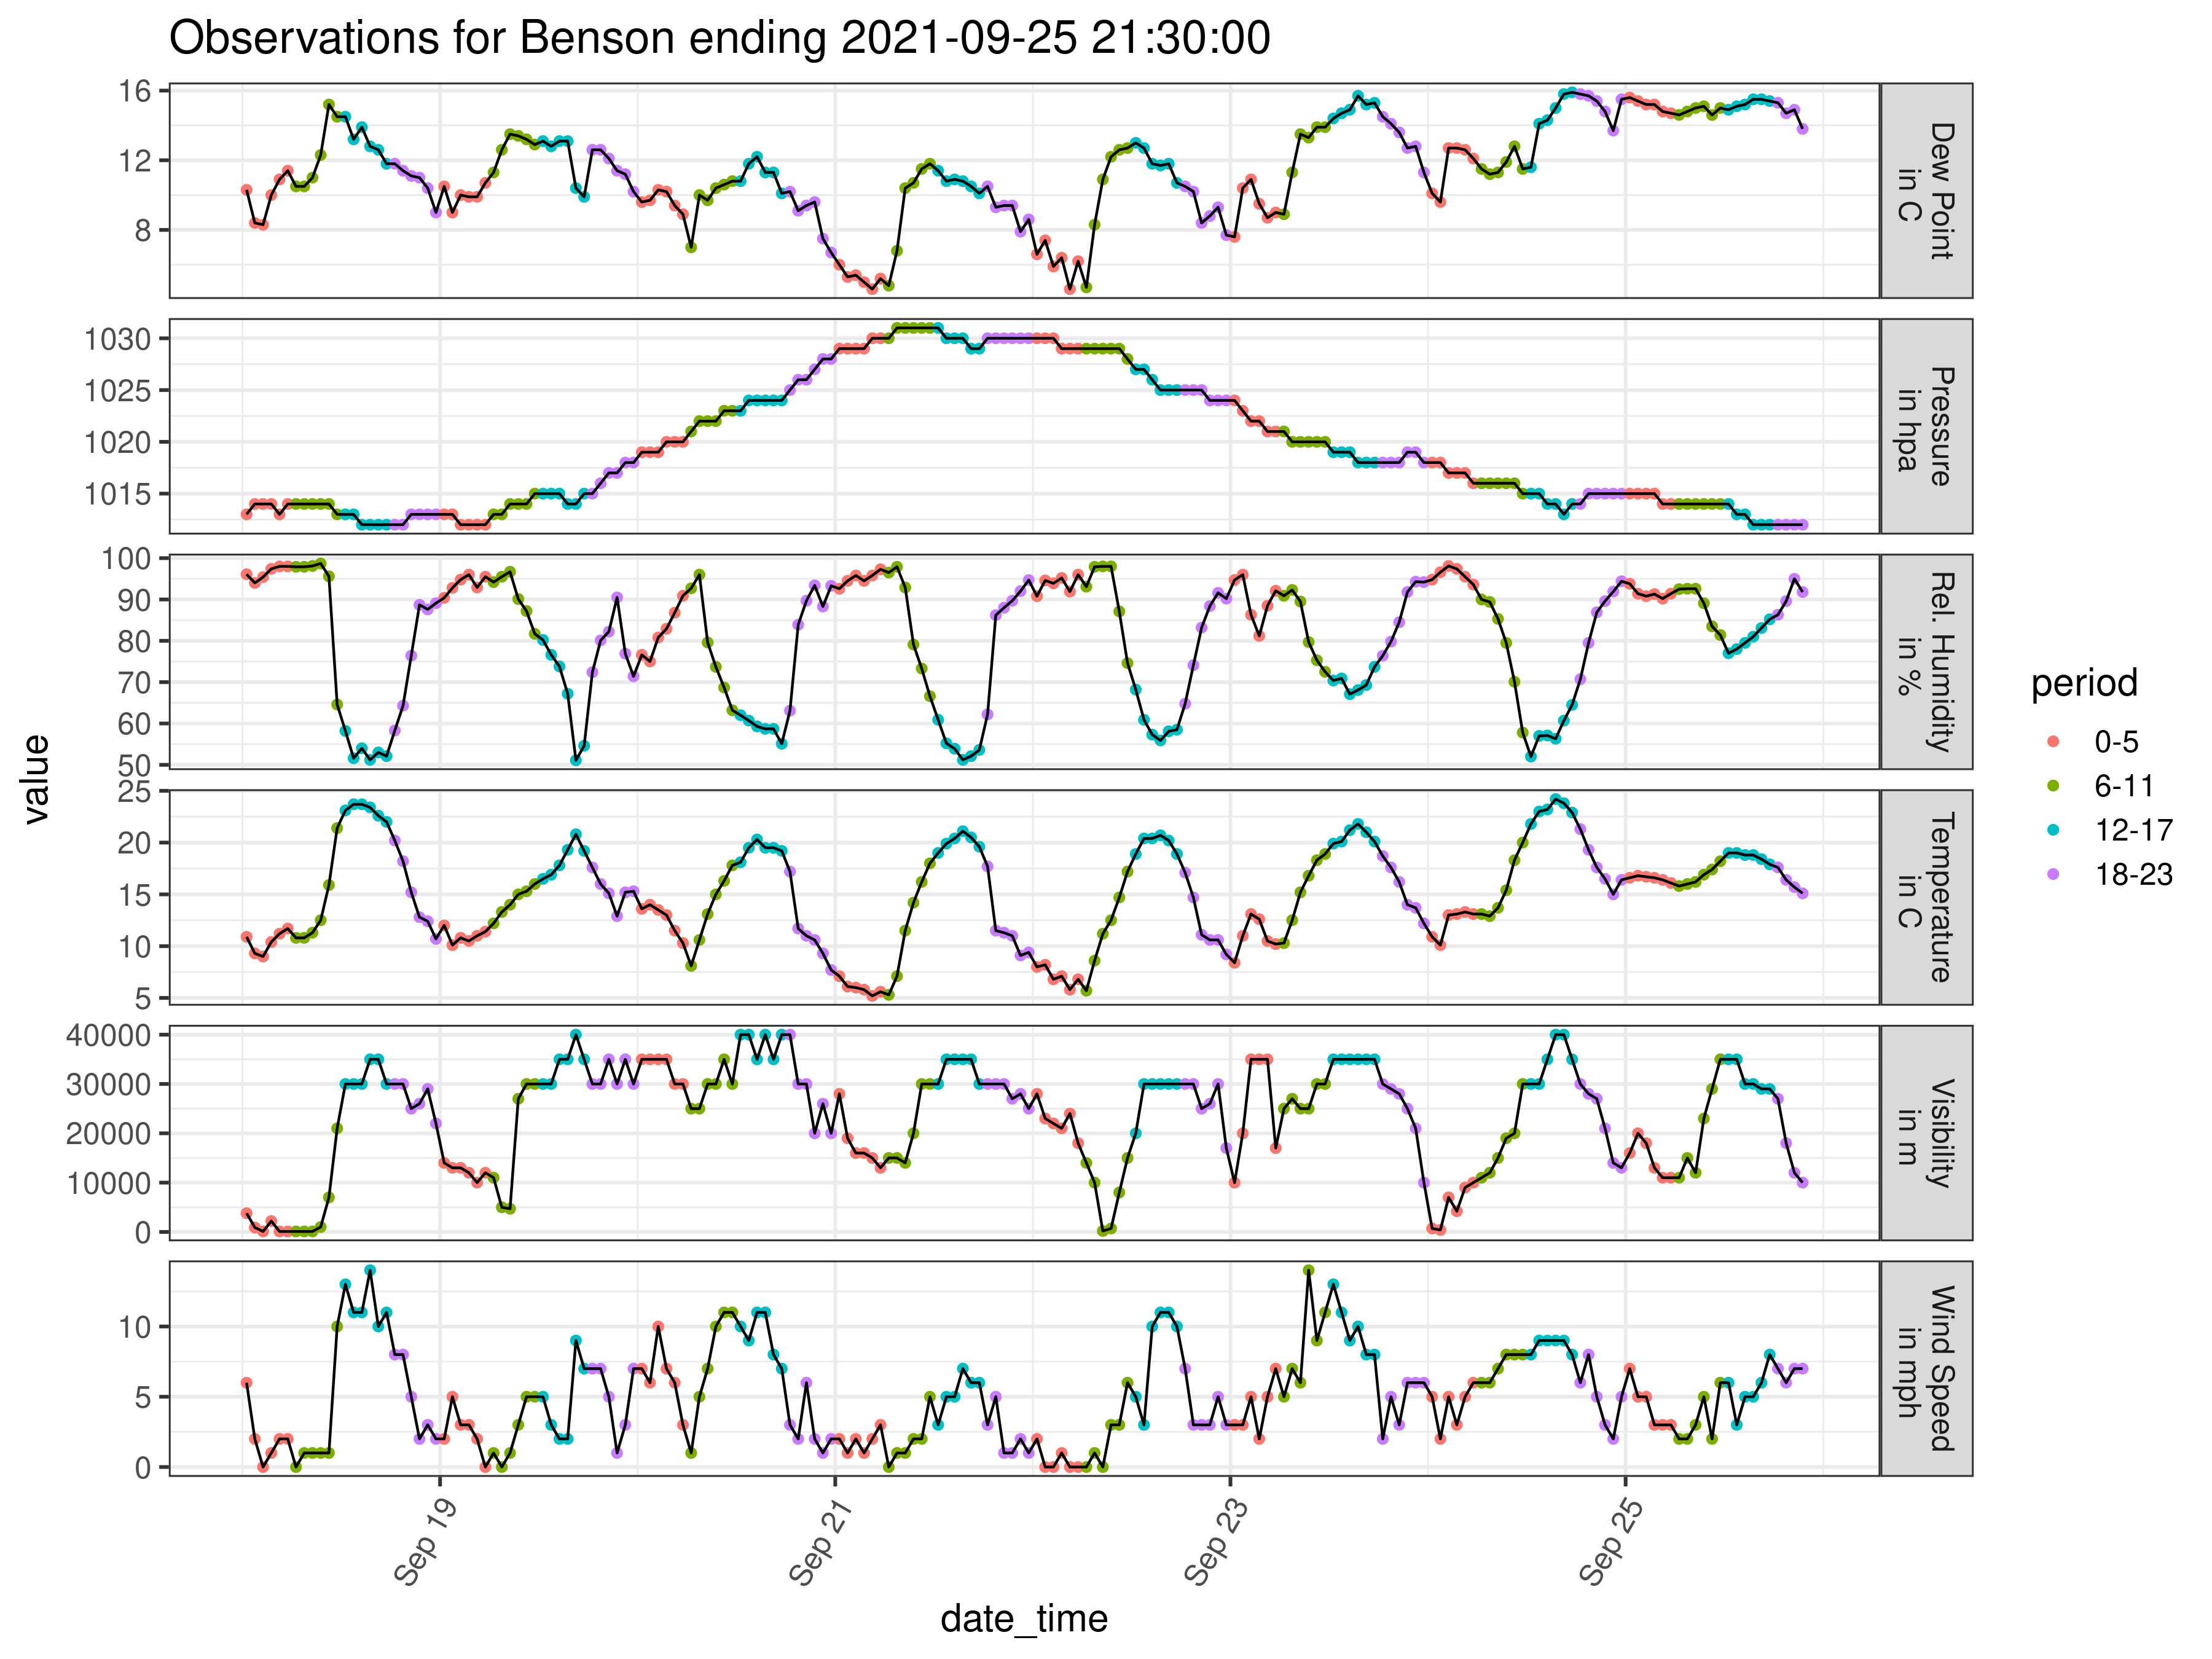 Observations for Benson ending 2021-09-25 21:30:00
value
16
12
8
Dew Point
in C
1030
1025
1020
1015
Pressure
in hpa
100
90
80
70
60
50
Rel. Humidity
in %
25
20
15
10
5
Temperature
in C
40000
30000
20000
10000
0
Visibility
in m
10
5
0
Wind Speed
in mph
Sep 19
Sep 21
Sep 23
Sep 25
date_time
period
0-5
6-11
12-17
18-23